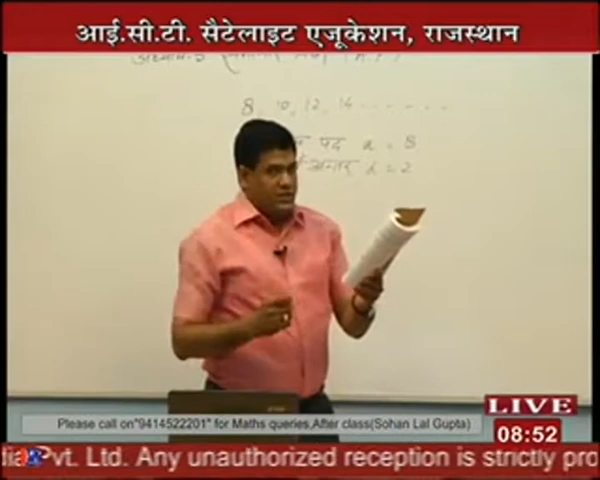 आई.सी.टी. सैटेलाइट एजूकेशन, राजस्थान
8, 10, 12, 14 - - - - - - -
पद a = 8
अन्तर d = 2
Please call on"9414522201" for Maths queries,After class(Sohan Lal Gupta)
LIVE
08:52
Pvt. Ltd. Any unauthorized reception is strictly pro